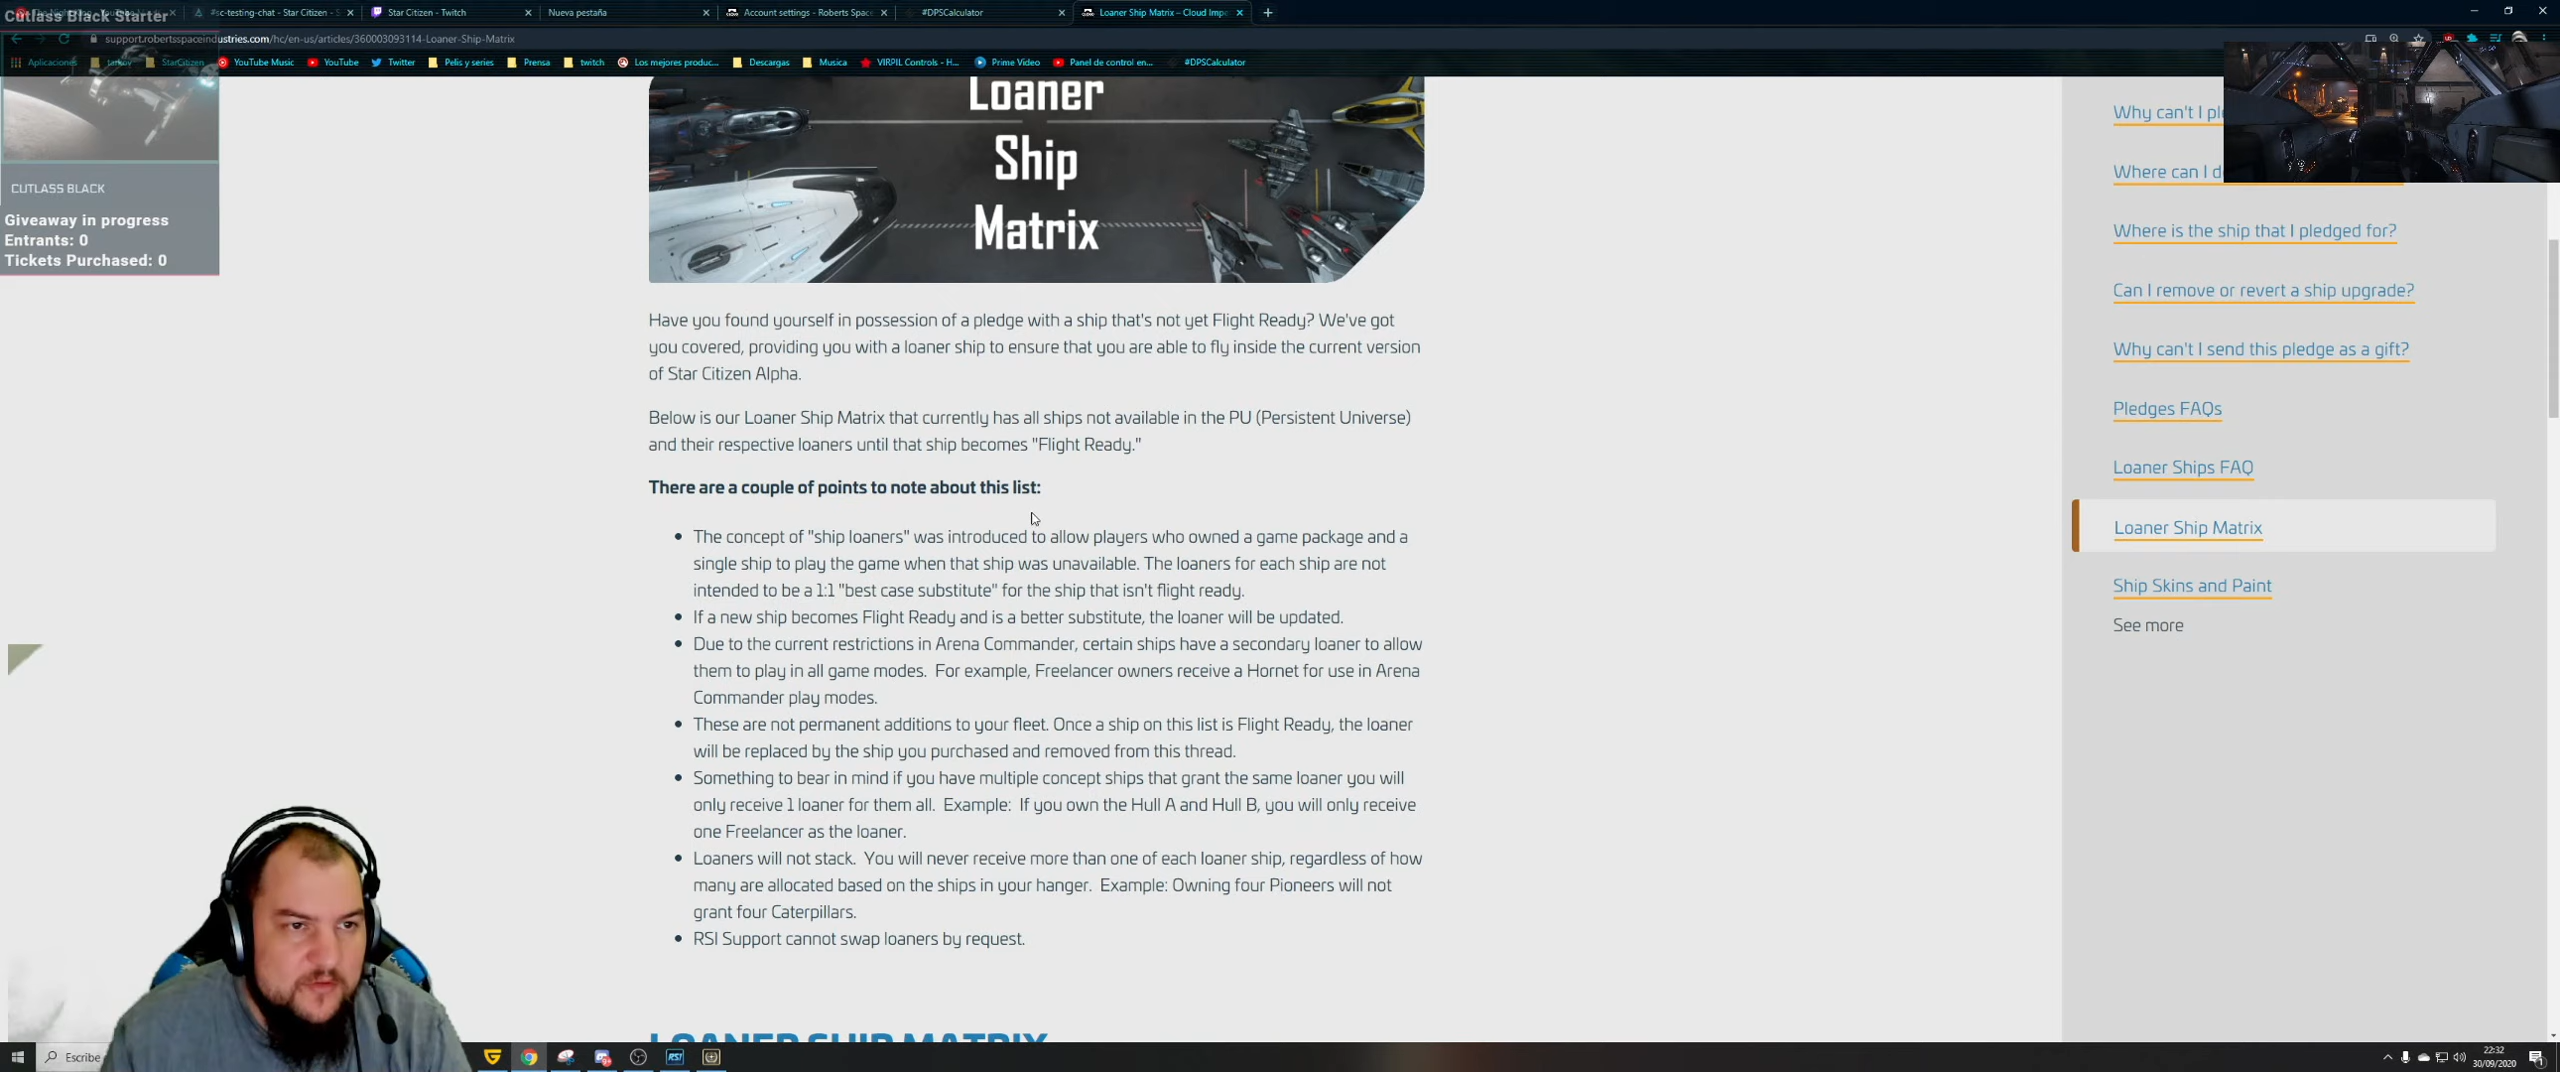 Cutlass Black Starter
#sc-testing-chat - Star Citizen - S
Star Citizen - Twitch
Nueva pestaña
Account settings - Roberts Space
#DPSCalculator
Loaner Ship Matrix – Cloud Imp
support.robertsspaceindustries.com/hc/en-us/articles/360003093114-Loaner-Ship-Matrix
Aplicaciones
tarkov
StarCitizen
YouTube Music
YouTube
Twitter
Pelis y series
Prensa
twitch
Los mejores produc...
Descargas
Musica
VIRPIL Controls - H...
Prime Video
Panel de control en...
#DPSCalculator
CUTLASS BLACK
Giveaway in progress
Entrants: 0
Tickets Purchased: 0
Loaner
Ship
Matrix
Have you found yourself in possession of a pledge with a ship that's not yet Flight Ready? We've got
you covered, providing you with a loaner ship to ensure that you are able to fly inside the current version
of Star Citizen Alpha.
Below is our Loaner Ship Matrix that currently has all ships not available in the PU (Persistent Universe)
and their respective loaners until that ship becomes "Flight Ready."
There are a couple of points to note about this list:
The concept of "ship loaners" was introduced to allow players who owned a game package and a
single ship to play the game when that ship was unavailable. The loaners for each ship are not
intended to be a 1:1 "best case substitute" for the ship that isn't flight ready.
If a new ship becomes Flight Ready and is a better substitute, the loaner will be updated.
Due to the current restrictions in Arena Commander, certain ships have a secondary loaner to allow
them to play in all game modes. For example, Freelancer owners receive a Hornet for use in Arena
Commander play modes.
These are not permanent additions to your fleet. Once a ship on this list is Flight Ready, the loaner
will be replaced by the ship you purchased and removed from this thread.
Something to bear in mind if you have multiple concept ships that grant the same loaner you will
only receive 1 loaner for them all. Example: If you own the Hull A and Hull B, you will only receive
one Freelancer as the loaner.
Loaners will not stack. You will never receive more than one of each loaner ship, regardless of how
many are allocated based on the ships in your hanger. Example: Owning four Pioneers will not
grant four Caterpillars.
RSI Support cannot swap loaners by request.
LOANER SHIP MATRIX
Why can't I pl
Where can I d
Where is the ship that I pledged for?
Can I remove or revert a ship upgrade?
Why can't I send this pledge as a gift?
Pledges FAQs
Loaner Ships FAQ
Loaner Ship Matrix
Ship Skins and Paint
See more
Escribe
RSI
22:32
30/09/2020